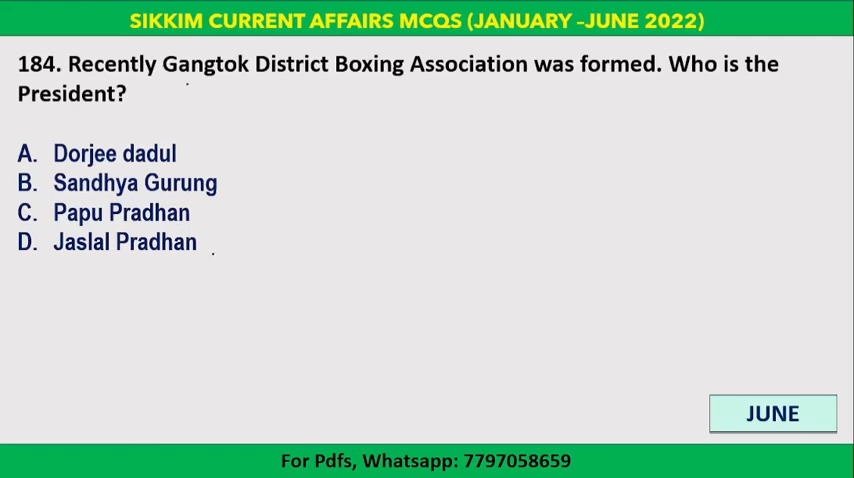 SIKKIM CURRENT AFFAIRS MCQS (JANUARY –JUNE 2022)
184. Recently Gangtok District Boxing Association was formed. Who is the
President?
A. Dorjee dadul
B. Sandhya Gurung
C. Papu Pradhan
D. Jaslal Pradhan
JUNE
For Pdfs, Whatsapp: 7797058659